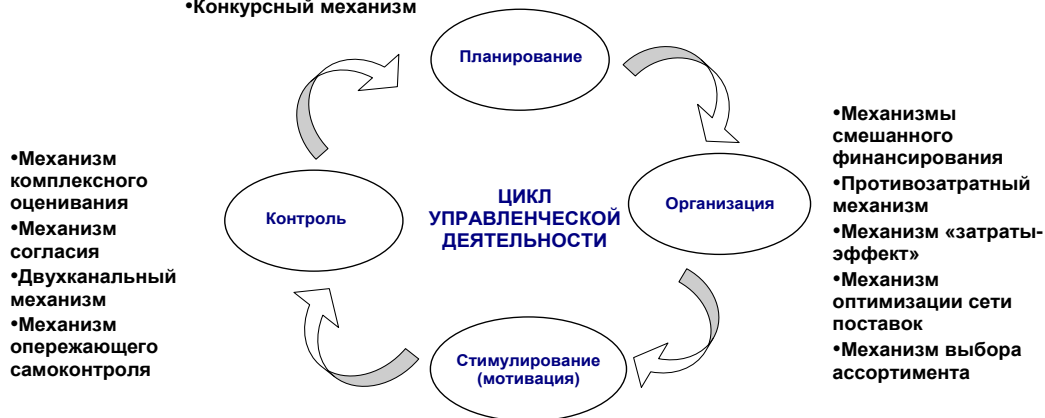 •Конкурсный механизм
Планирование
•Механизмы
смешанного
финансирования
•Противозатратный
механизм
•Механизм «затраты-
эффект»
•Механизм
оптимизации сети
поставок
•Механизм выбора
ассортимента
•Механизм
комплексного
оценивания
•Механизм
согласия
•Двухканальный
механизм
•Механизм
опережающего
самоконтроля
Контроль
ЦИКЛ
УПРАВЛЕНЧЕСКОЙ
ДЕЯТЕЛЬНОСТИ
Организация
Стимулирование
(мотивация)